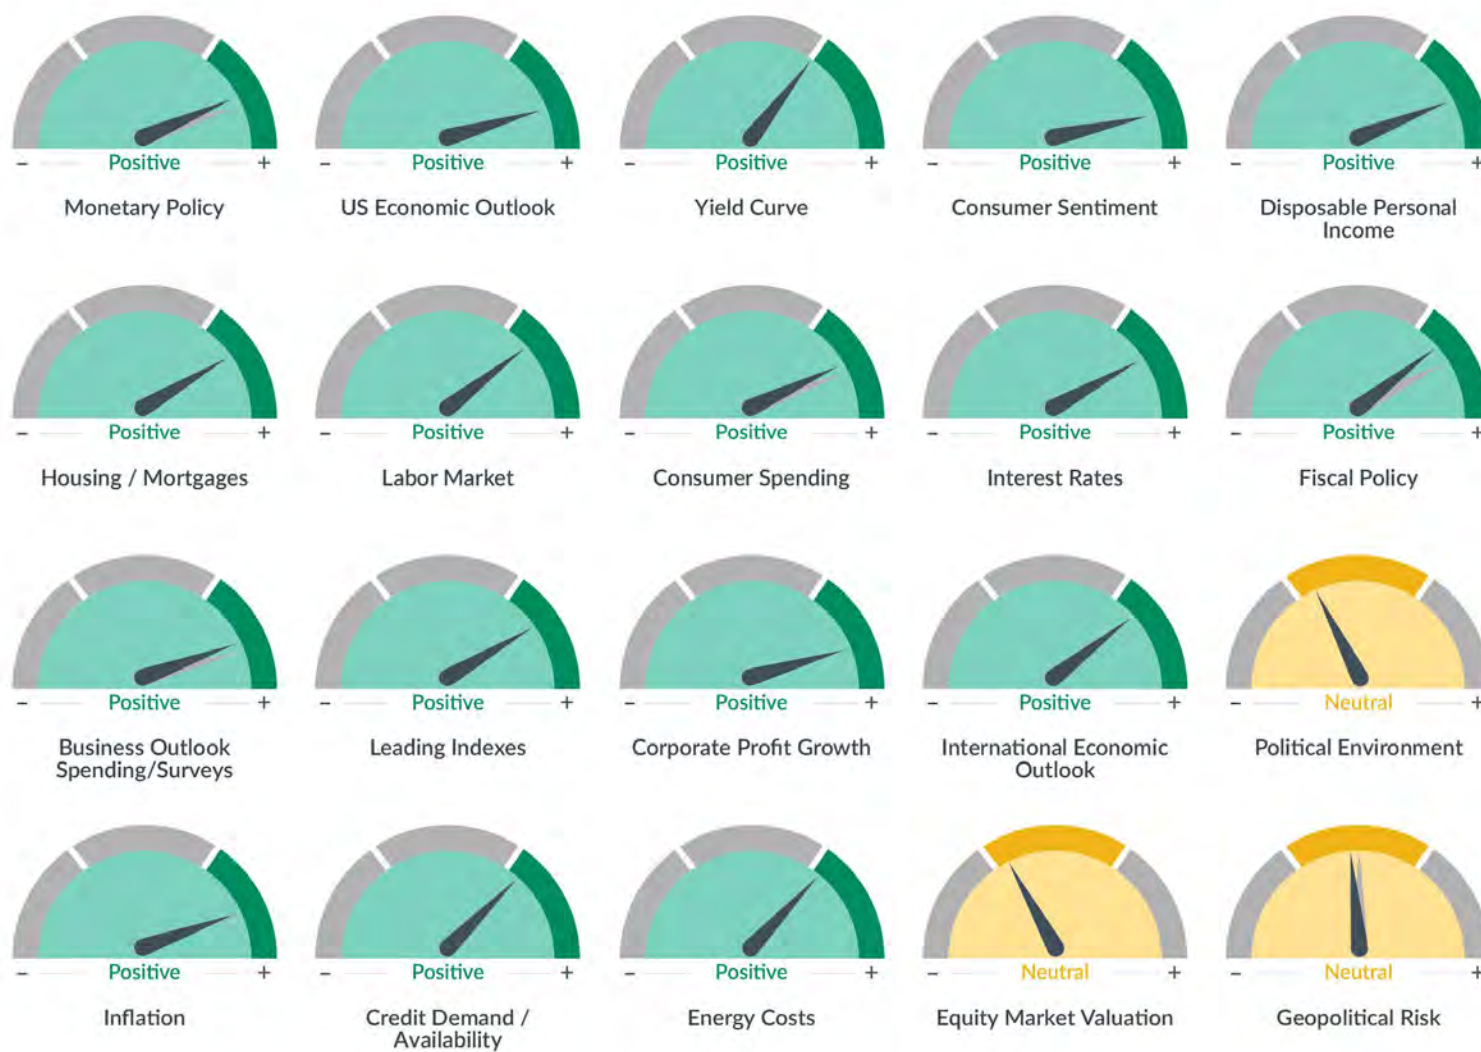 - Positive +
Monetary Policy
- Positive +
US Economic Outlook
- Positive +
Yield Curve
- Positive +
Consumer Sentiment
- Positive +
Disposable Personal
Income
- Positive +
Housing / Mortgages
- Positive +
Labor Market
- Positive +
Consumer Spending
- Positive +
Interest Rates
- Positive +
Fiscal Policy
- Positive +
Business Outlook
Spending/Surveys
- Positive +
Leading Indexes
- Positive +
Corporate Profit Growth
- Positive +
International Economic
Outlook
- Neutral +
Political Environment
- Positive +
Inflation
- Positive +
Credit Demand /
Availability
- Positive +
Energy Costs
- Neutral +
Equity Market Valuation
- Neutral +
Geopolitical Risk